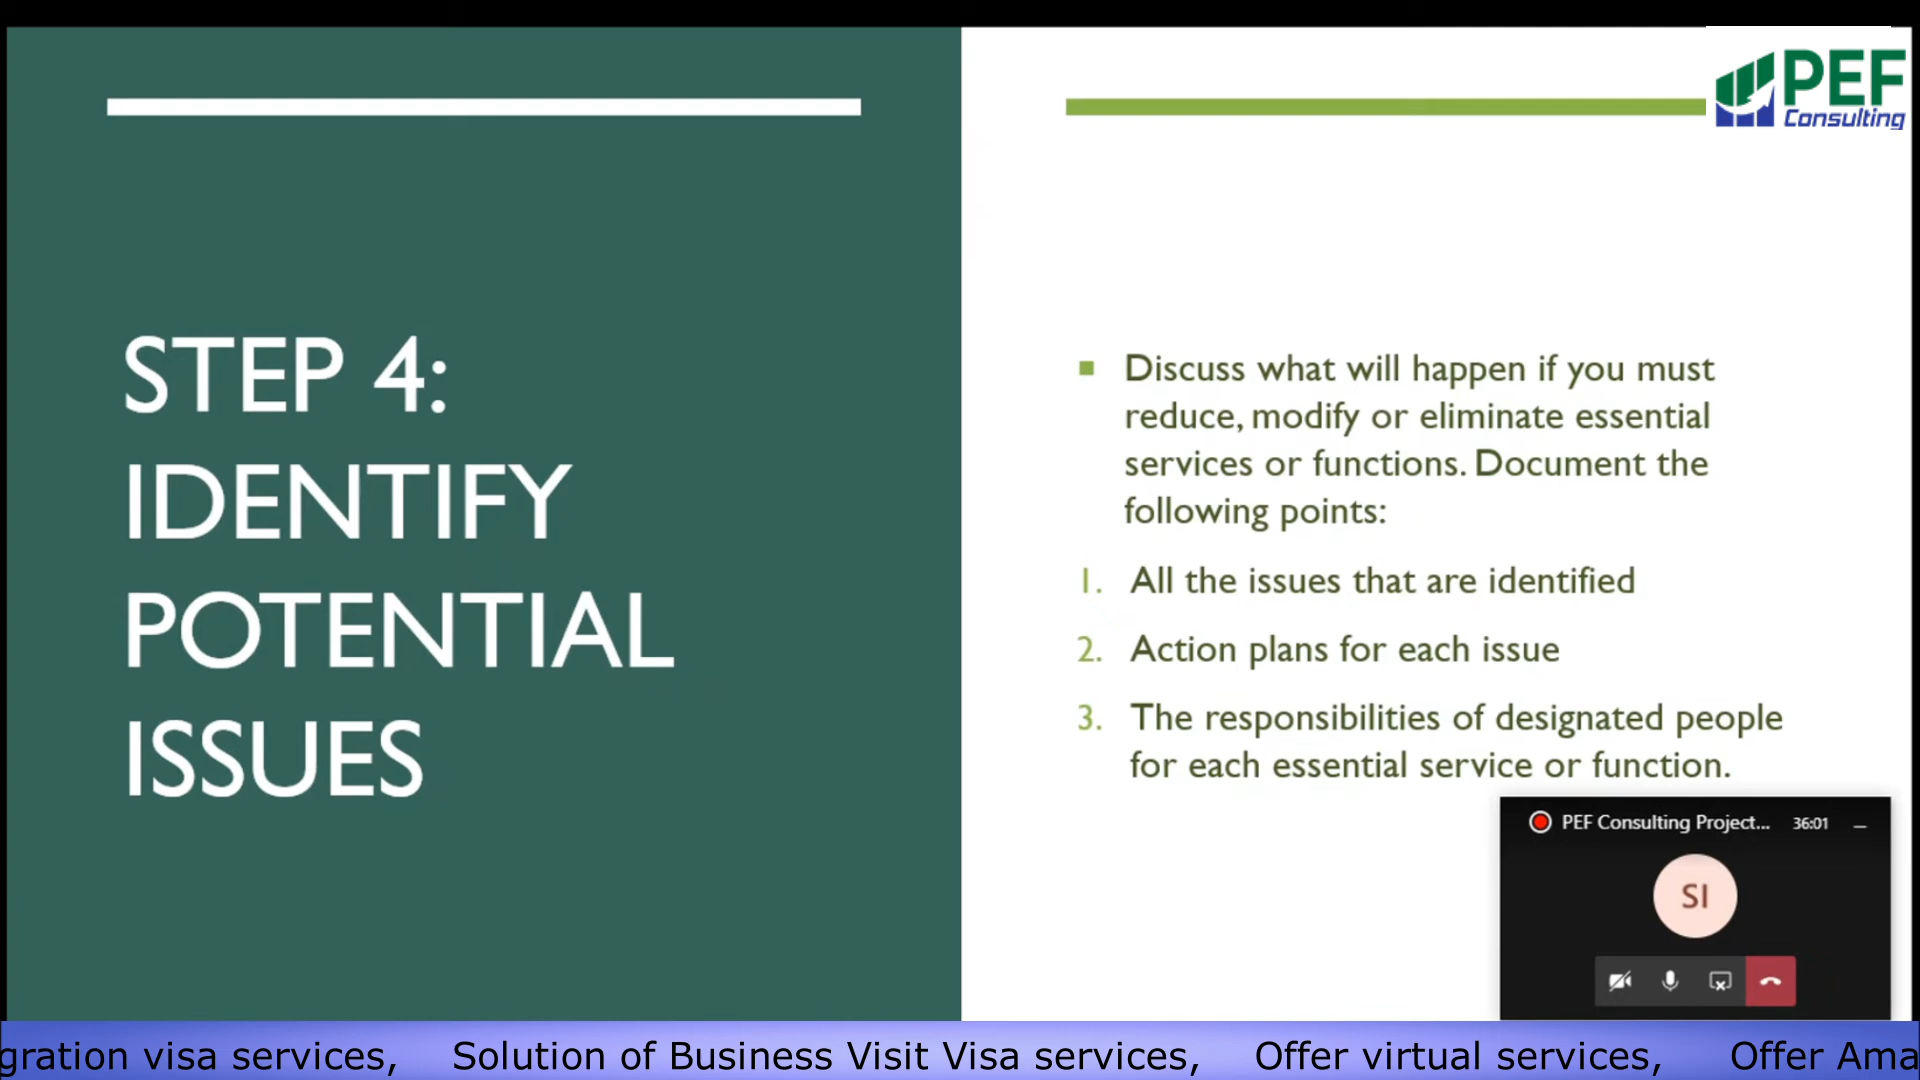 PEF
Consulting
STEP 4:
IDENTIFY
POTENTIAL
ISSUES
Discuss what will happen if you must
reduce, modify or eliminate essential
services or functions. Document the
following points:
1. All the issues that are identified
2. Action plans for each issue
3. The responsibilities of designated people
for each essential service or function.
PEF Consulting Project... 36:01
SI
gration visa services, Solution of Business Visit Visa services, Offer virtual services, Offer Ama